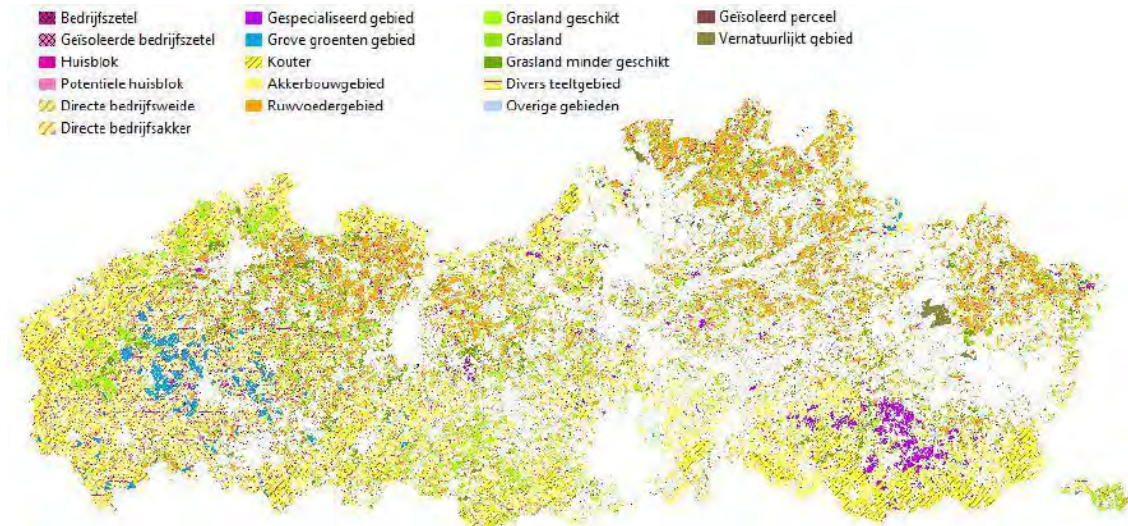 Bedrijfszetel
Geïsoleerde bedrijfszetel
Huisblok
Potentiele huisblok
Directe bedrijfsweide
Directe bedrijfsakker
Gespecialiseerd gebied
Grove groenten gebied
Kouter
Akkerbouwgebied
Ruwvoedergebied
Grasland geschikt
Grasland
Grasland minder geschikt
Divers teeltgebied
Overige gebieden
Geïsoleerd perceel
Vernatuurlijkt gebied